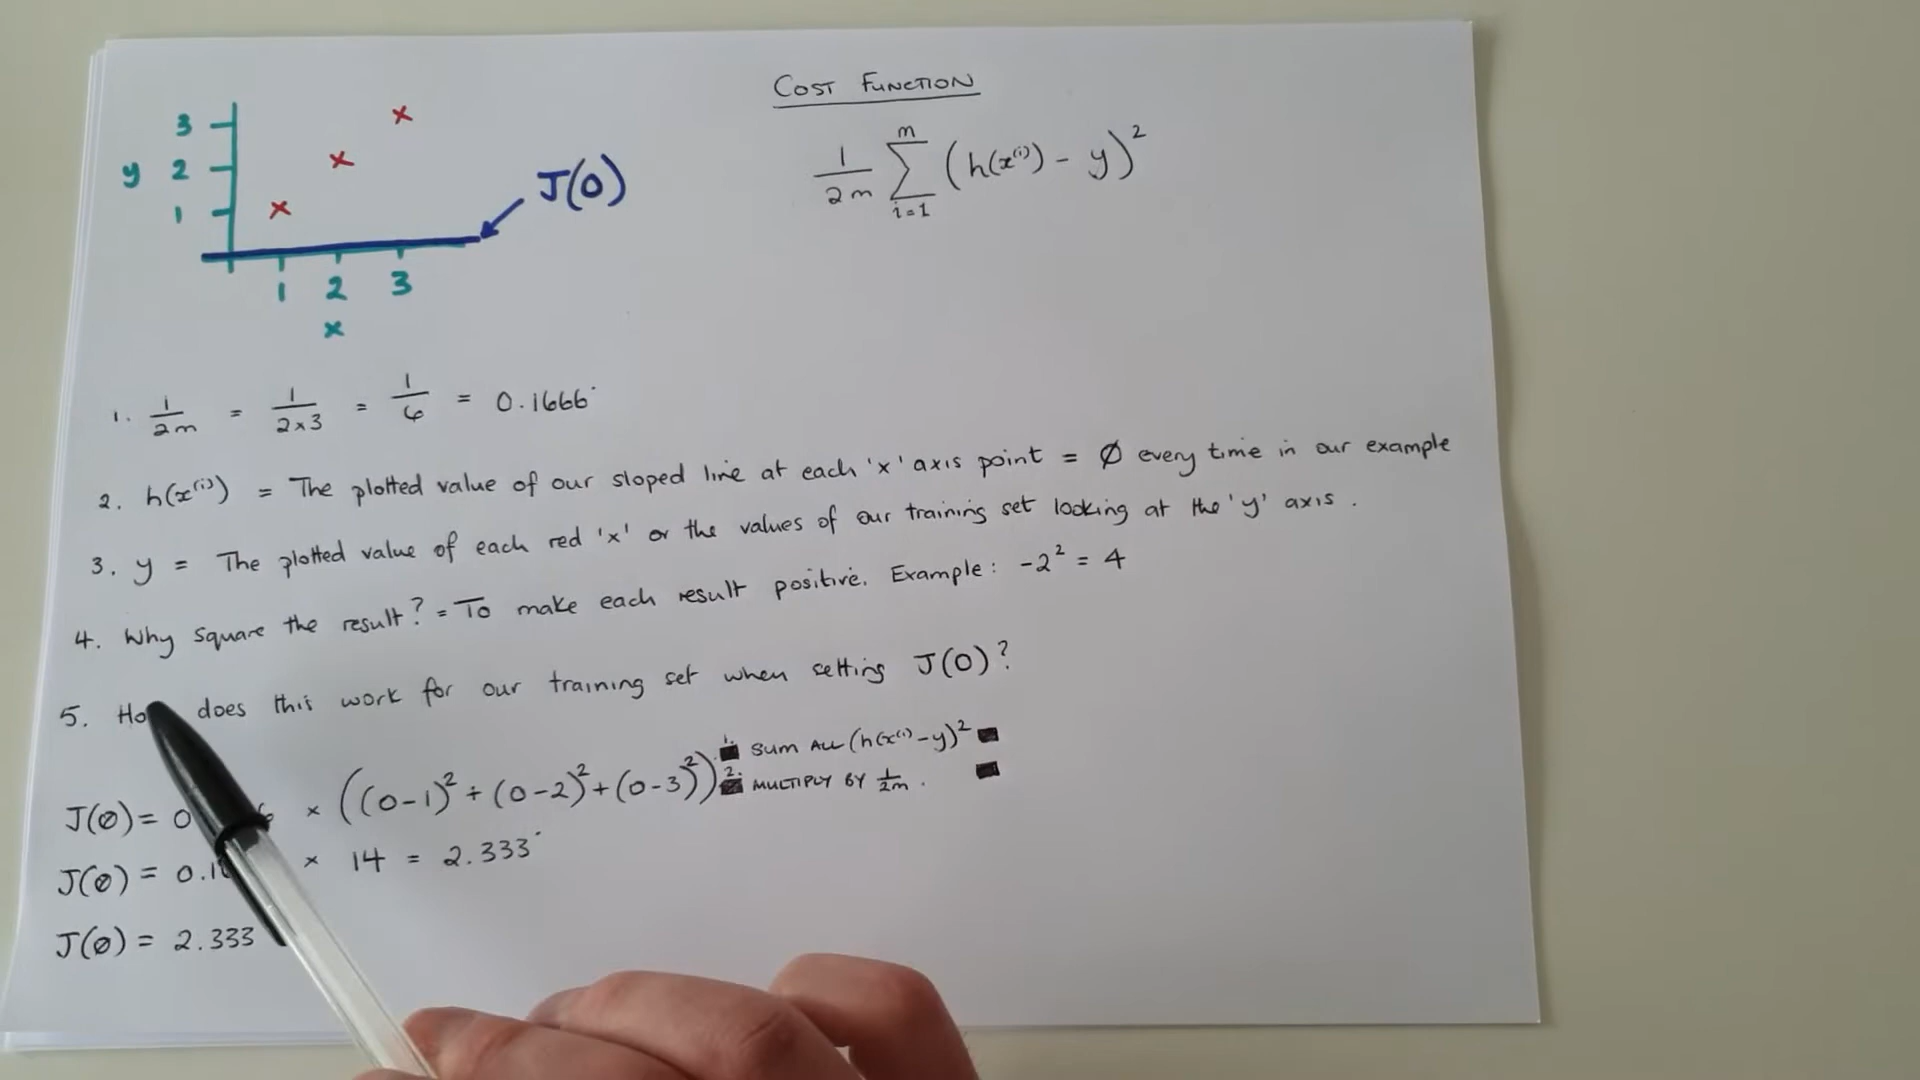 COST FUNCTION
1/2m Σ m i=1 (h(x⁽ⁱ⁾) - y)²
3
y 2
1
J(0)
1 2 3
x
1. 1/2m = 1/2x3 = 1/6 = 0.1666˙
2. h(x⁽ⁱ⁾) = The plotted value of our sloped line at each 'x' axis point = Ø every time in our example
3. y = The plotted value of each red 'x' or the values of our training set looking at the 'y' axis.
4. Why square the result? = To make each result positive. Example: -2² = 4
5. does this work for our training set when setting J(0)?
J(Ø) = 0 × ((0-1)² + (0-2)² + (0-3)²)
1. SUM ALL (h(x⁽ⁱ⁾) - y)²
2. MULTIPLY BY 1/2m.
J(Ø) = 0.1 × 14 = 2.333˙
J(Ø) = 2.333